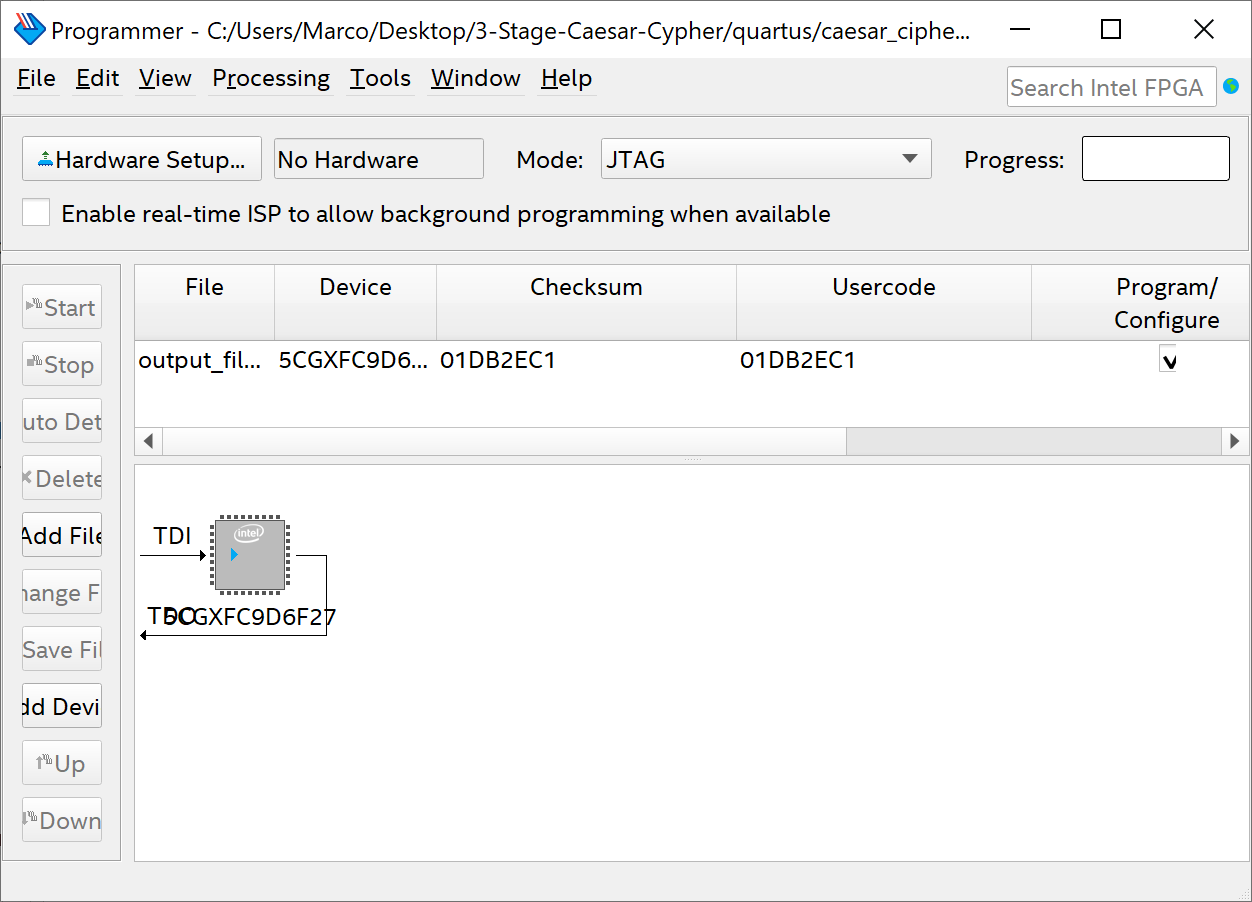 Programmer - C:/Users/Marco/Desktop/3-Stage-Caesar-Cypher/quartus/caesar_ciphe...
File Edit View Processing Tools Window Help
Search Intel FPGA
Hardware Setup... No Hardware Mode: JTAG Progress:
Enable real-time ISP to allow background programming when available
Start
Stop
uto Det
Delete
Add File
hange F
Save Fil
dd Devi
Up
Down
File Device Checksum Usercode Program/
Configure
output_fil... 5CGXFC9D6... 01DB2EC1 01DB2EC1
TDI
intel
TDO
5CGXFC9D6F27